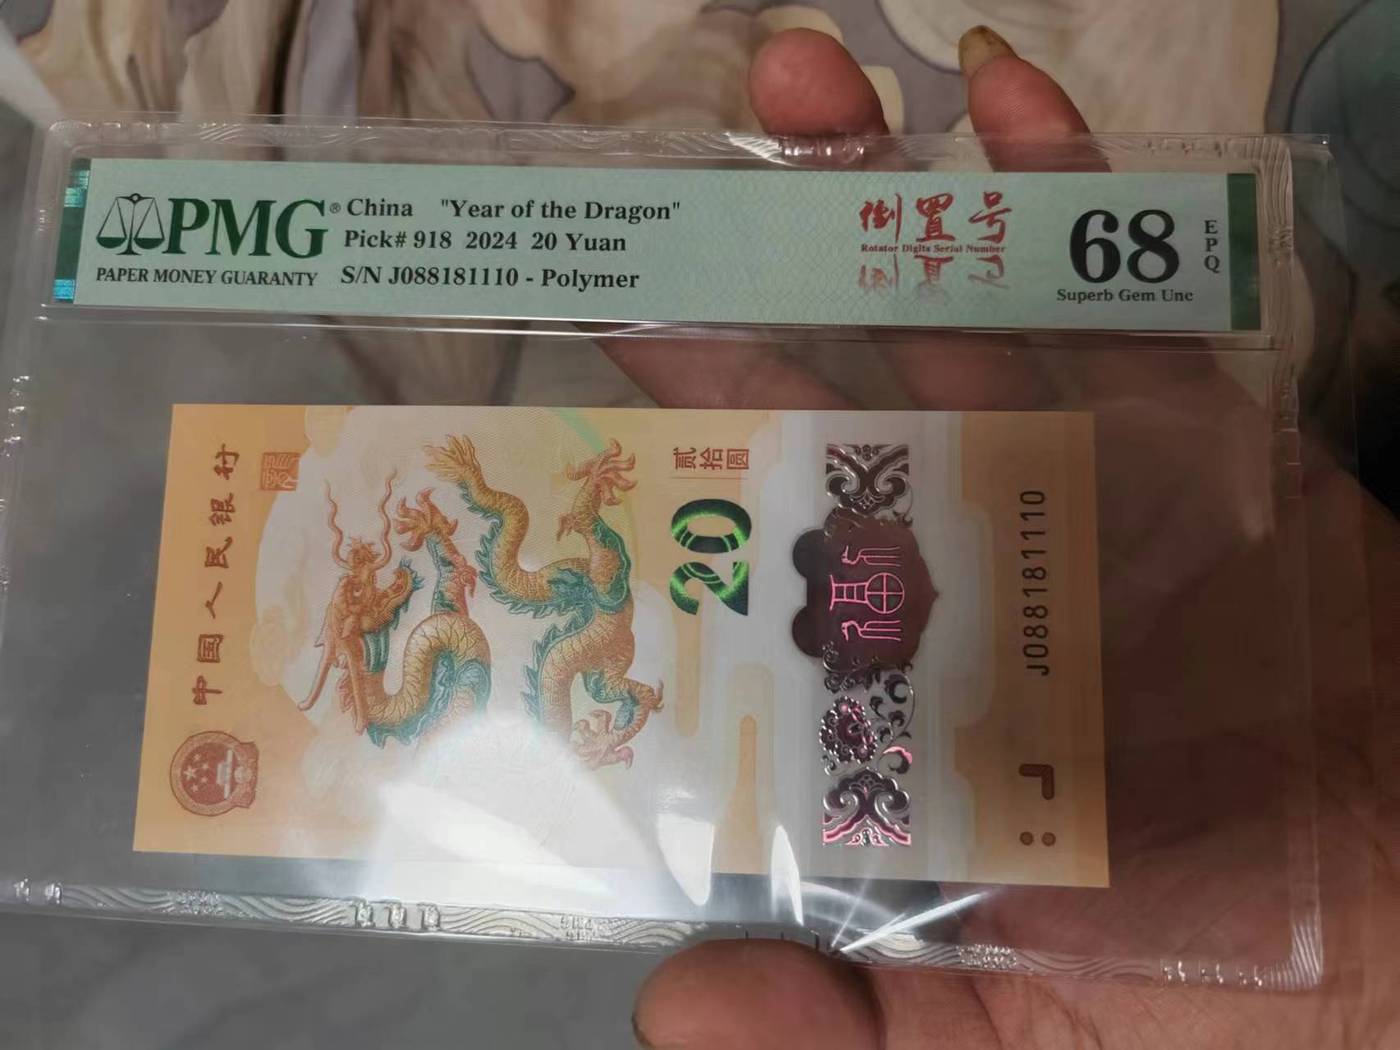 PMG® China "Year of the Dragon"
Pick# 918 2024 20 Yuan
PAPER MONEY GUARANTY S/N J088181110 - Polymer
倒置号
Rotator Digits Serial Number
68
EPQ
Superb Gem Unc
中国人民银行
贰拾圆
20
福
J088181110